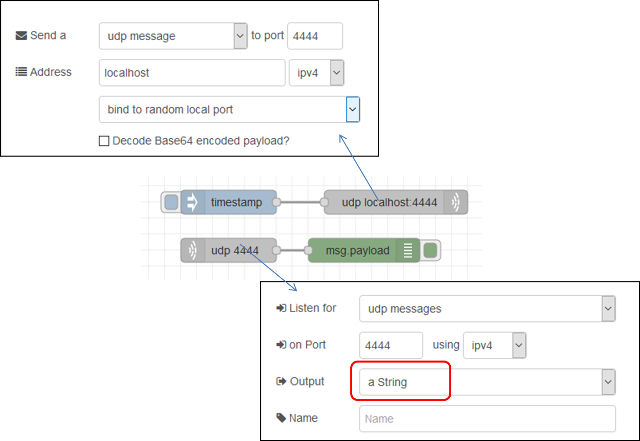 Send a udp message to port 4444
Address localhost ipv4
bind to random local port
Decode Base64 encoded payload?
timestamp udp localhost:4444
udp 4444 msg.payload
Listen for udp messages
on Port 4444 using ipv4
Output a String
Name Name